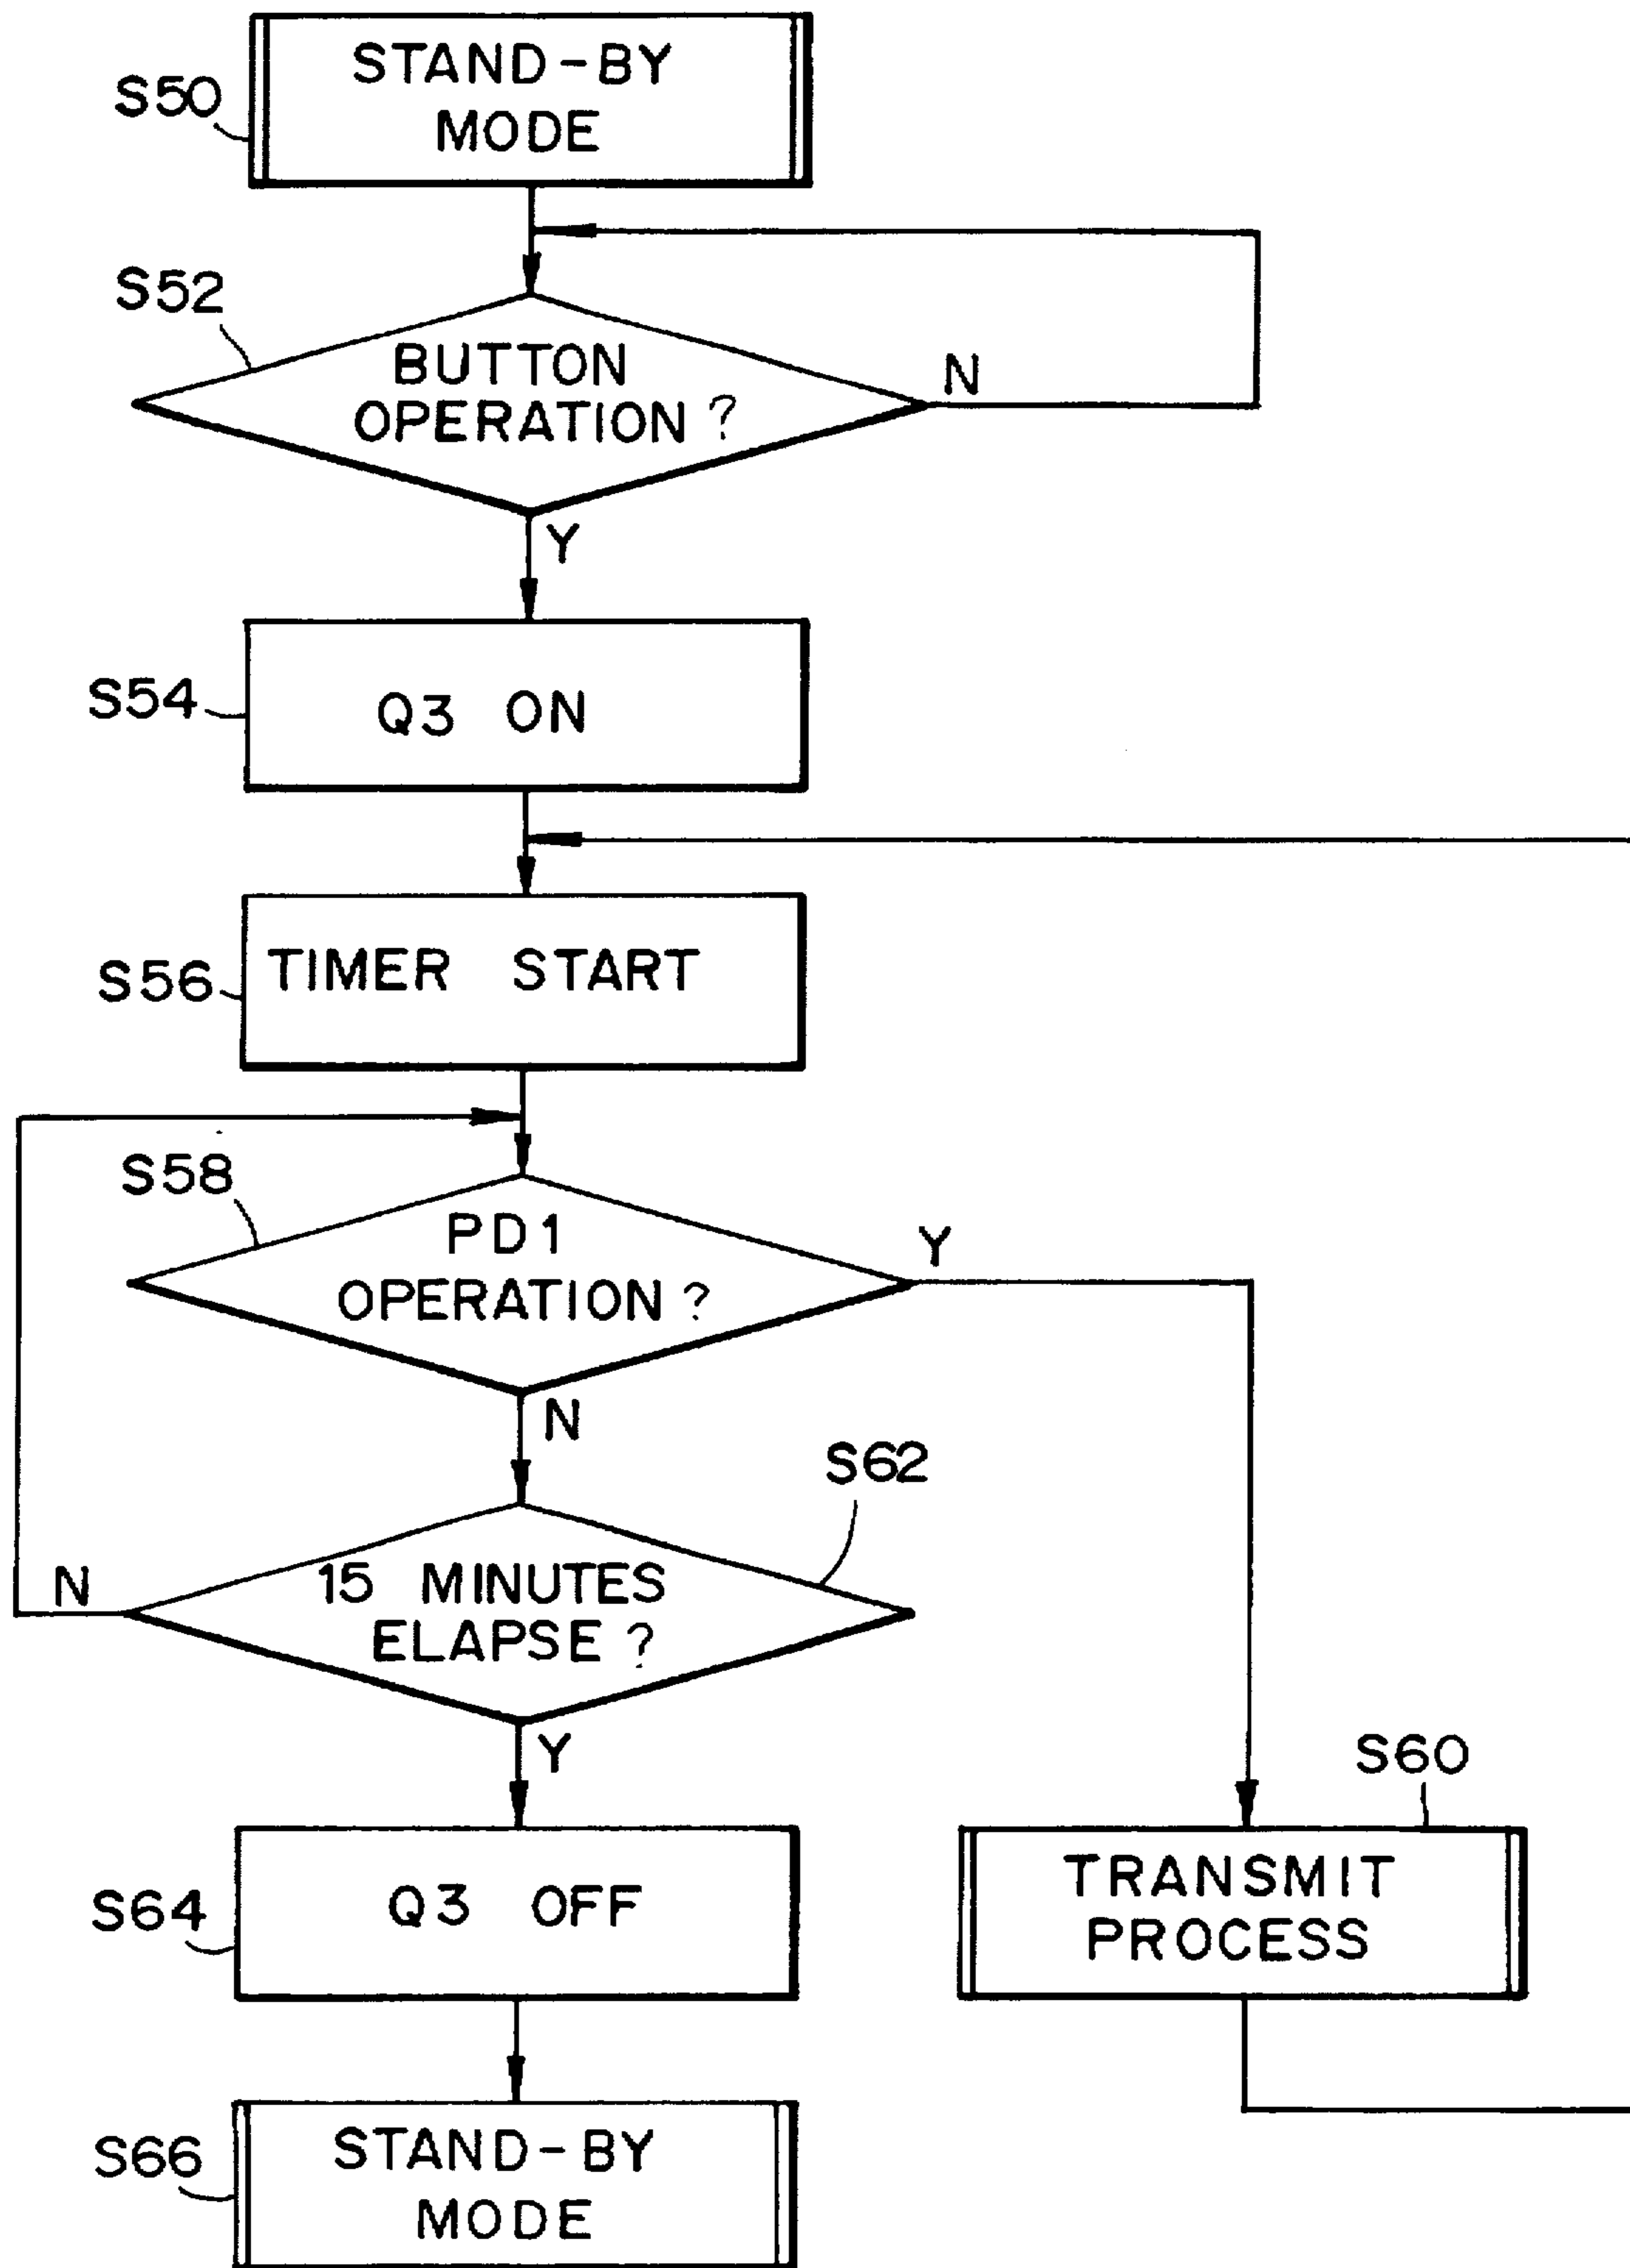 STAND-BY
MODE
S50
S52
BUTTON
OPERATION ?
N
Y
S54
Q3 ON
S56
TIMER START
S58
PD1
OPERATION ?
Y
N
S62
15 MINUTES
ELAPSE ?
N
Y
S60
TRANSMIT
PROCESS
S64
Q3 OFF
S66
STAND-BY
MODE